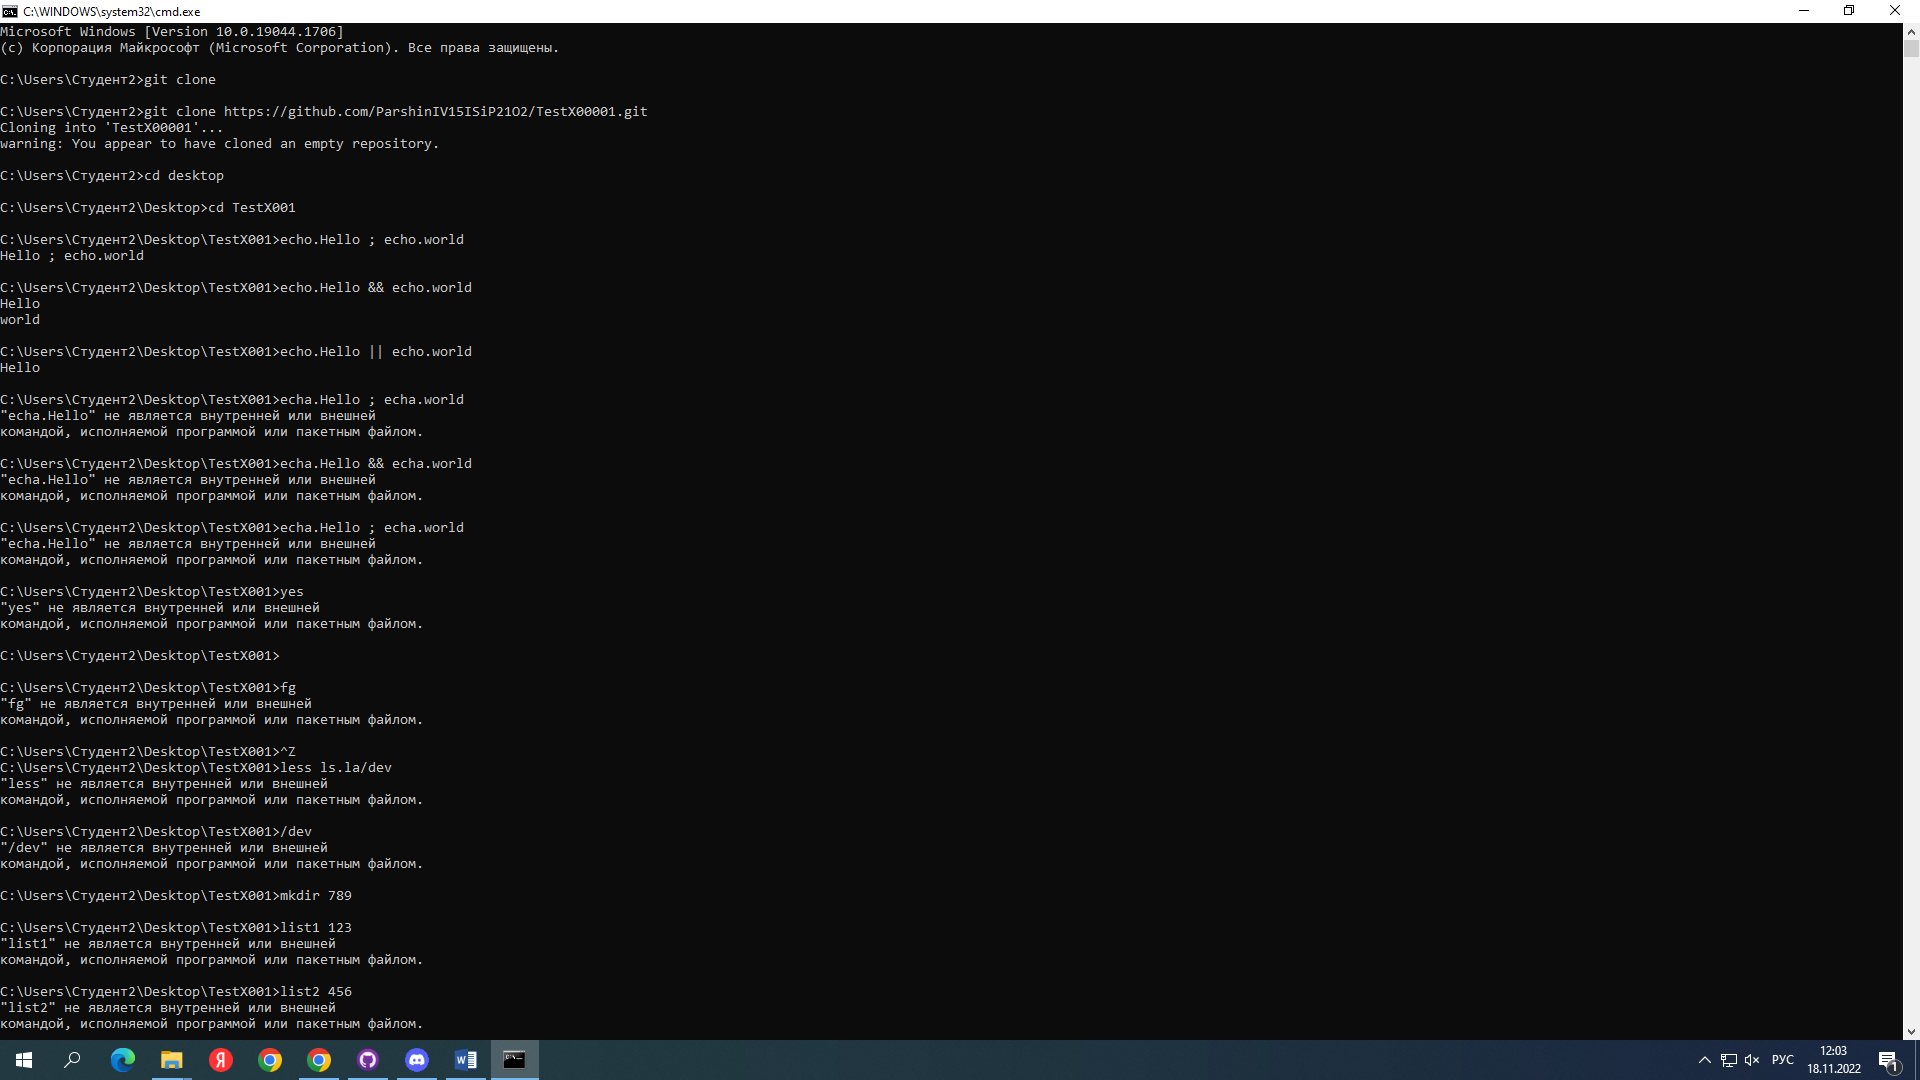 C:\WINDOWS\system32\cmd.exe
Microsoft Windows [Version 10.0.19044.1706]
(c) Корпорация Майкрософт (Microsoft Corporation). Все права защищены.
C:\Users\Студент2>git clone
C:\Users\Студент2>git clone https://github.com/ParshinIV15ISiP21O2/TestX00001.git
Cloning into 'TestX00001'...
warning: You appear to have cloned an empty repository.
C:\Users\Студент2>cd desktop
C:\Users\Студент2\Desktop>cd TestX001
C:\Users\Студент2\Desktop\TestX001>echo.Hello ; echo.world
Hello ; echo.world
C:\Users\Студент2\Desktop\TestX001>echo.Hello && echo.world
Hello
world
C:\Users\Студент2\Desktop\TestX001>echo.Hello || echo.world
Hello
C:\Users\Студент2\Desktop\TestX001>echa.Hello ; echa.world
"echa.Hello" не является внутренней или внешней
командой, исполняемой программой или пакетным файлом.
C:\Users\Студент2\Desktop\TestX001>echa.Hello && echa.world
"echa.Hello" не является внутренней или внешней
командой, исполняемой программой или пакетным файлом.
C:\Users\Студент2\Desktop\TestX001>echa.Hello ; echa.world
"echa.Hello" не является внутренней или внешней
командой, исполняемой программой или пакетным файлом.
C:\Users\Студент2\Desktop\TestX001>yes
"yes" не является внутренней или внешней
командой, исполняемой программой или пакетным файлом.
C:\Users\Студент2\Desktop\TestX001>
C:\Users\Студент2\Desktop\TestX001>fg
"fg" не является внутренней или внешней
командой, исполняемой программой или пакетным файлом.
C:\Users\Студент2\Desktop\TestX001>^Z
C:\Users\Студент2\Desktop\TestX001>less ls.la/dev
"less" не является внутренней или внешней
командой, исполняемой программой или пакетным файлом.
C:\Users\Студент2\Desktop\TestX001>/dev
"/dev" не является внутренней или внешней
командой, исполняемой программой или пакетным файлом.
C:\Users\Студент2\Desktop\TestX001>mkdir 789
C:\Users\Студент2\Desktop\TestX001>list1 123
"list1" не является внутренней или внешней
командой, исполняемой программой или пакетным файлом.
C:\Users\Студент2\Desktop\TestX001>list2 456
"list2" не является внутренней или внешней
командой, исполняемой программой или пакетным файлом.
РУС
12:03
18.11.2022
1